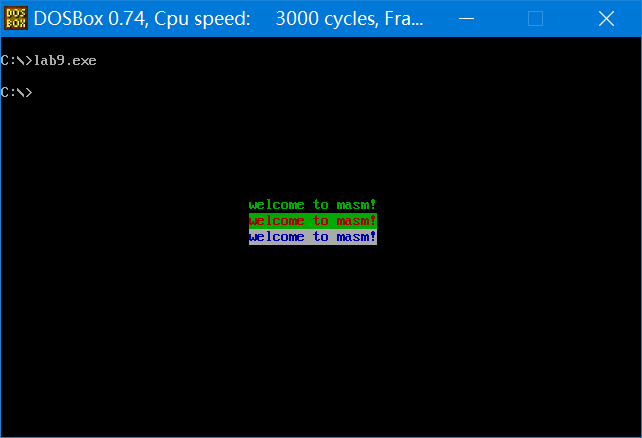 DOS
BOX
DOSBox 0.74, Cpu speed: 3000 cycles, Fra...
C:\>lab9.exe
C:\>
welcome to masm!
welcome to masm!
welcome to masm!